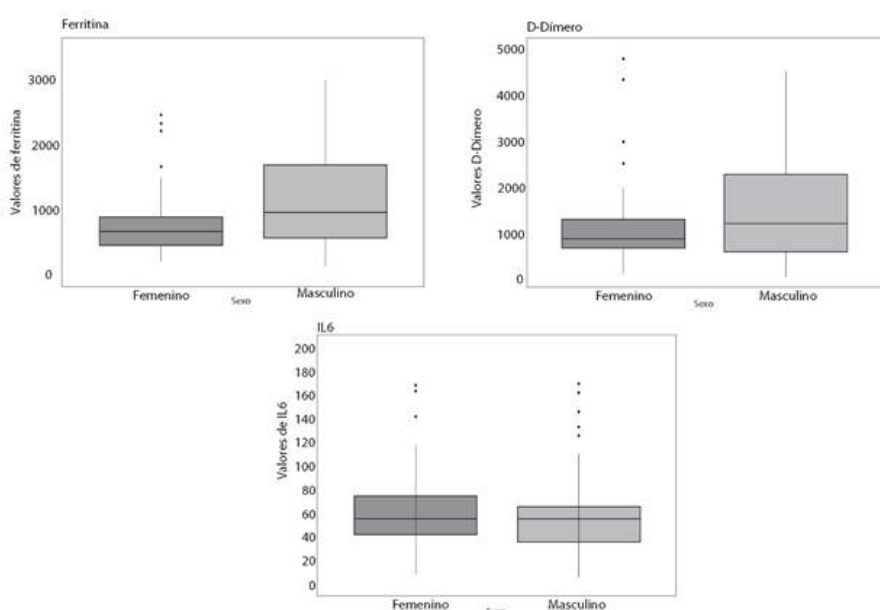 Ferritina
Valores de ferritina
3000
2000
1000
0
Femenino Masculino
Sexo
D-Dímero
Valores D-Dímero
5000
4000
3000
2000
1000
0
Femenino Masculino
Sexo
IL6
Valores de IL6
200
180
160
140
120
100
80
60
40
20
0
Femenino Masculino
Sexo